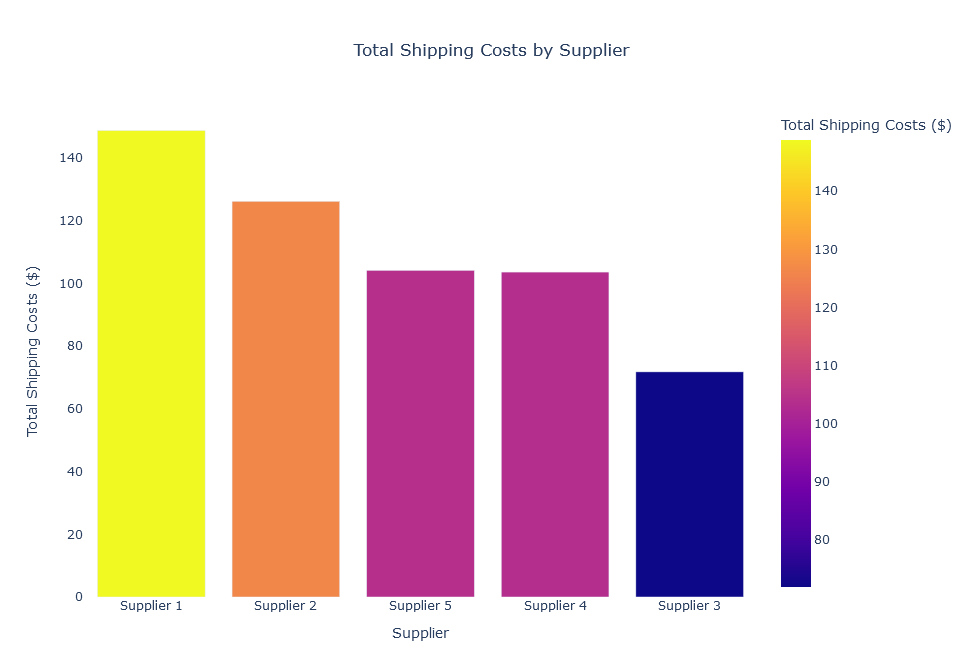 Total Shipping Costs by Supplier
Total Shipping Costs ($)
140
120
100
80
60
40
20
0
Supplier 1
Supplier 2
Supplier 5
Supplier 4
Supplier 3
Supplier
Total Shipping Costs ($)
140
130
120
110
100
90
80